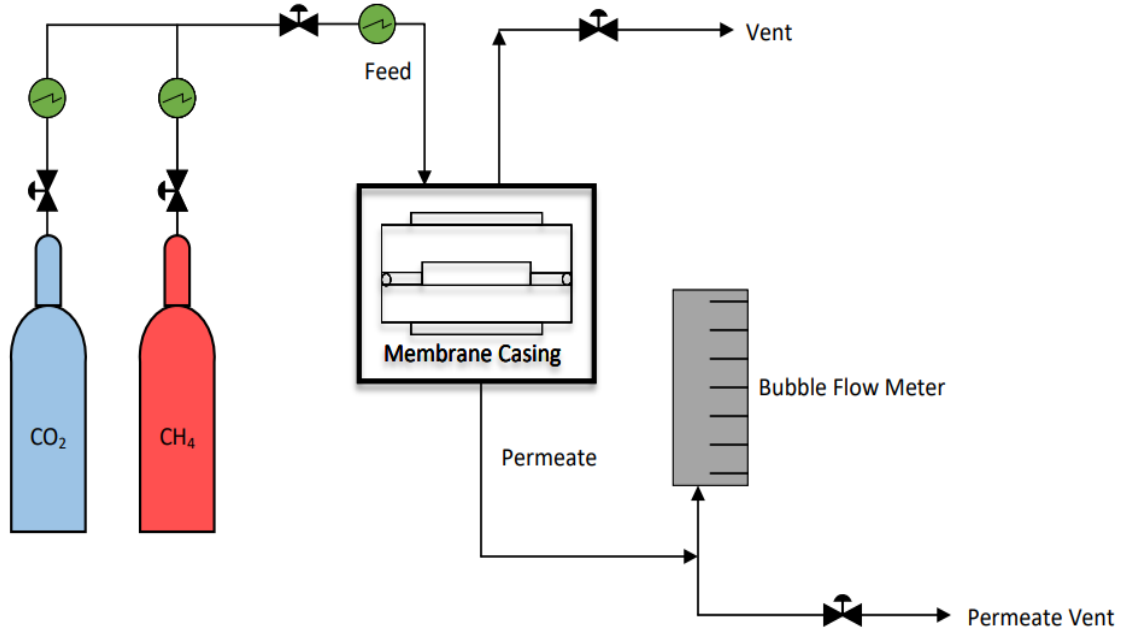 Vent
Feed
Membrane Casing
Bubble Flow Meter
CO₂
CH₄
Permeate
Permeate Vent